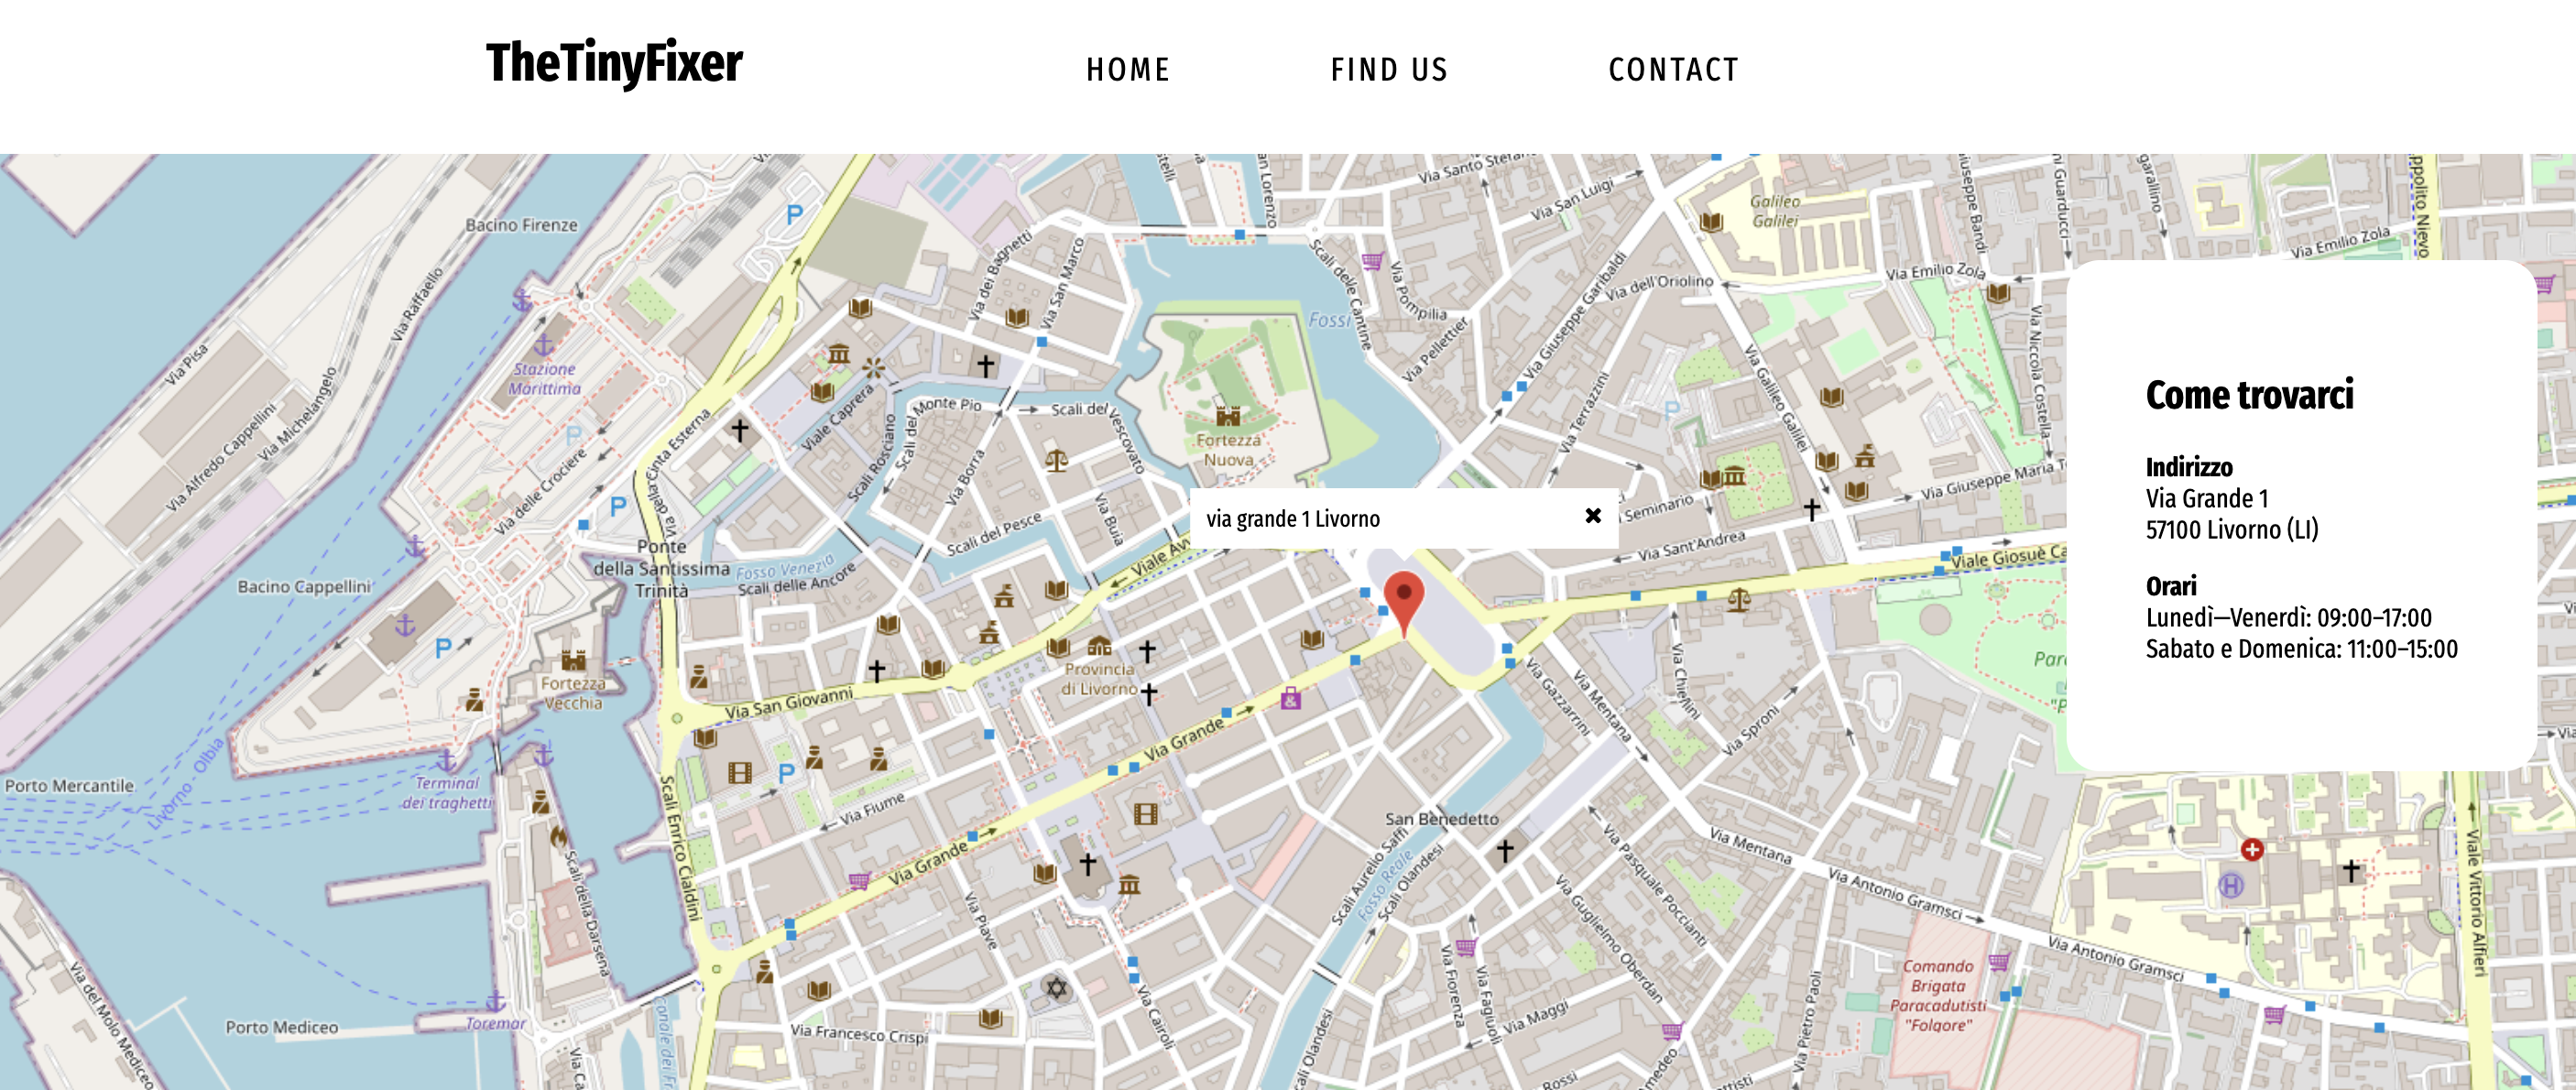 TheTinyFixer
HOME
FIND US
CONTACT
Bacino Firenze
Via Pisa
Via Raffaello
Via Michelangelo
Via Alfredo Cappellini
Stazione
Marittima
Via delle Crociere
Bacino Cappellini
Via della Cinta Esterna
Ponte
della Santissima
Trinità
Fortezza
Vecchia
Porto Mercantile
Livorno - Olbia
Terminal
dei traghetti
Scali della Darsena
Porto Mediceo
Toremar
Via del Molo Mediceo
Scali Enrico Cialdini
Via dei Bagnetti
Via San Marco
Viale Caprera
Scali Rosciano
Scali del Monte Pio
Scali del Vescovato
Via Borra
Via Buia
Scali del Pesce
Fosso Venezia
Scali delle Ancore
Fortezza
Nuova
Fossi
Scali delle Cantine
Via Pompilia
Via Pellettier
Via Santo Stefano
Via San Luigi
Via Giuseppe Garibaldi
Via dell'Oriolino
Via Terrazzini
Galileo
Galilei
Via Galileo Galilei
Via Emilio Zola
Via Emilio Zola
Via Niccola Costella
via grande 1 Livorno
Seminario
Via Sant'Andrea
Via Giuseppe Maria T
Viale Giosuè Ca
Via San Giovanni
Provincia
di Livorno
Via Grande
Via Grande
Via Fiume
Via Piave
Via Francesco Crispi
Via Cairoli
San Benedetto
Scali Aurelio Saffi
Fosso Reale
Scali Olandesi
Via Gazzarrini
Via Mentana
Via Chiellini
Via Sproni
Via Mentana
Via Pasquale Poccianti
Via Guglielmo Oberdan
Via Fiorenza
Via Fagiuoli
Via Maggi
Via Pietro Paoli
Via Antonio Gramsci
Via Antonio Gramsci
Comando
Brigata
Paracadutisti
"Folgore"
Viale Vittorio Alfieri
Come trovarci
Indirizzo
Via Grande 1
57100 Livorno (LI)
Orari
Lunedì—Venerdì: 09:00–17:00
Sabato e Domenica: 11:00–15:00